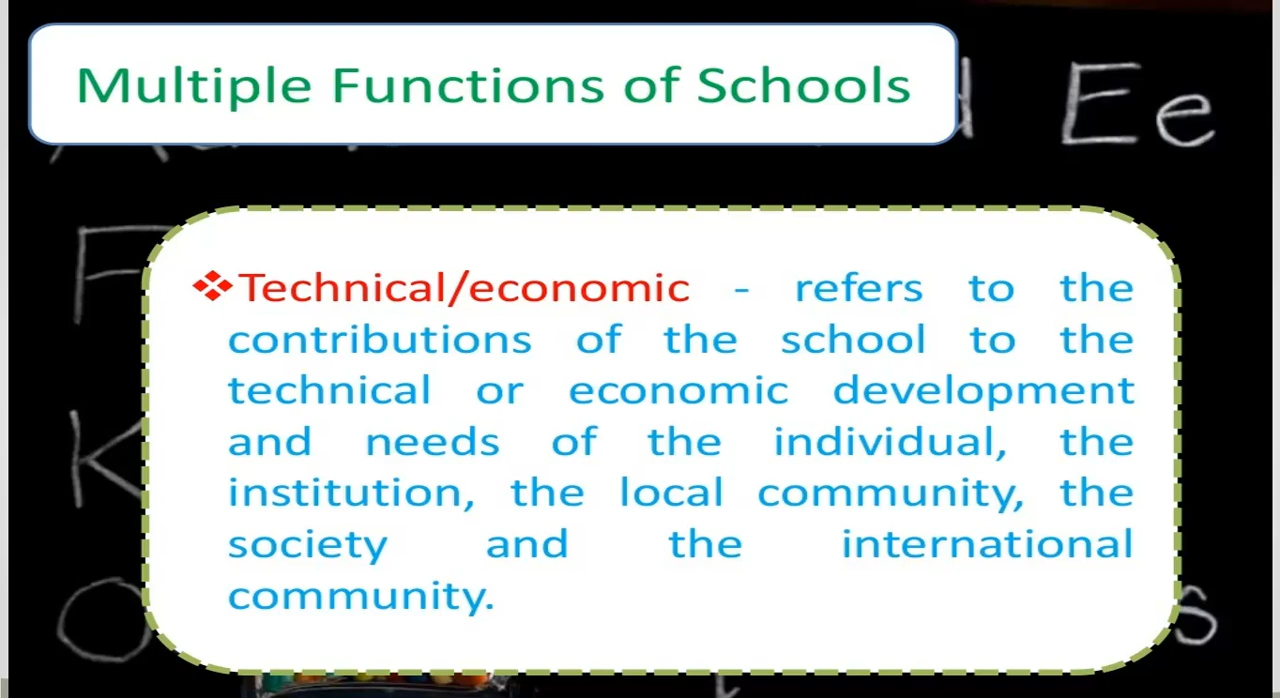 Multiple Functions of Schools
Ee
F
❖Technical/economic - refers to the
contributions of the school to the
technical or economic development
and needs of the individual, the
K
institution, the local community, the
society and the international
community.
O
s